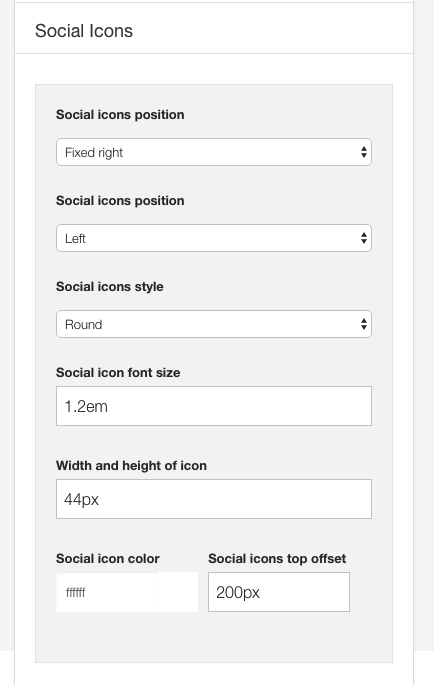 Social Icons
Social icons position
Fixed right
Social icons position
Left
Social icons style
Round
Social icon font size
1.2em
Width and height of icon
44px
Social icon color Social icons top offset
ffffff 200px